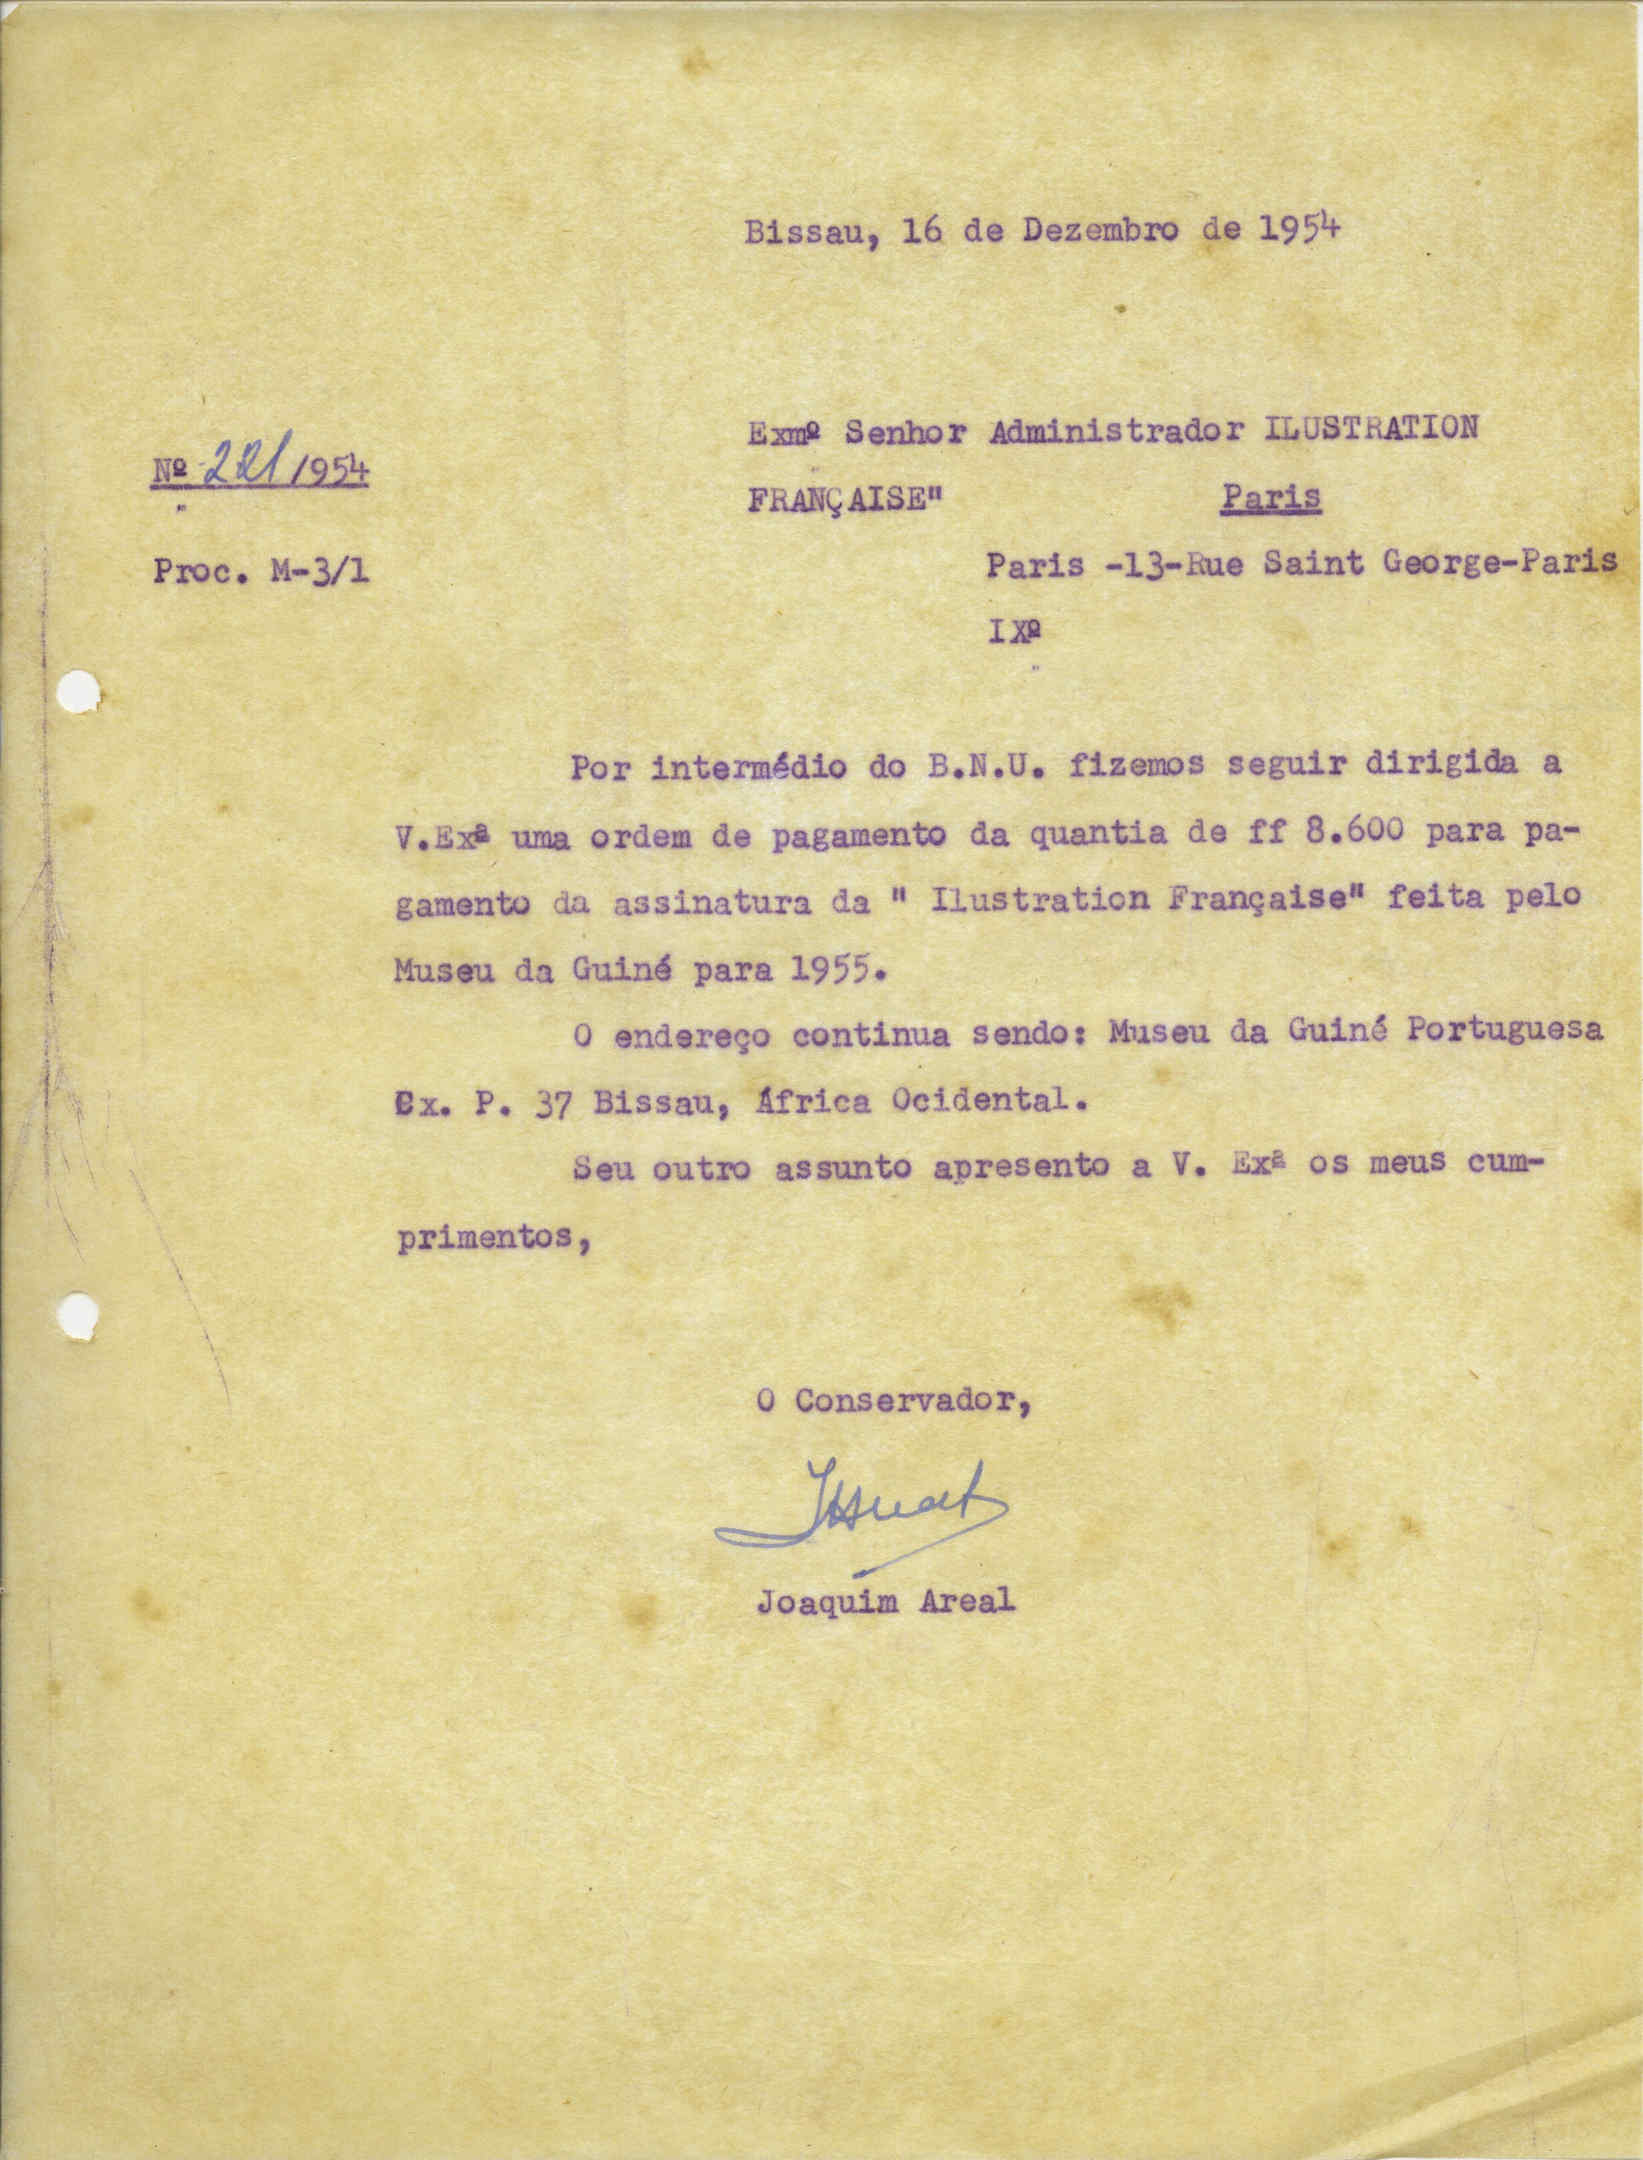 Bissau, 16 de Dezembro de 1954
Exmº Senhor Administrador ILUSTRATION
Nº 221/1954
FRANÇAISE" Paris
Proc. M-3/1
Paris -13-Rue Saint George-Paris
IXº
Por intermédio do B.N.U. fizemos seguir dirigida a
V.Exª uma ordem de pagamento da quantia de ff 8.600 para pa-
gamento da assinatura da " Ilustration Française" feita pelo
Museu da Guiné para 1955.
O endereço continua sendo: Museu da Guiné Portuguesa
Cx. P. 37 Bissau, África Ocidental.
Seu outro assunto apresento a V. Exª os meus cum-
primentos,
O Conservador,
Joaquim Areal